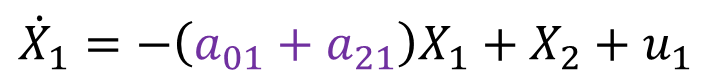 Ẋ₁ = −(a₀₁ + a₂₁)X₁ + X₂ + u₁